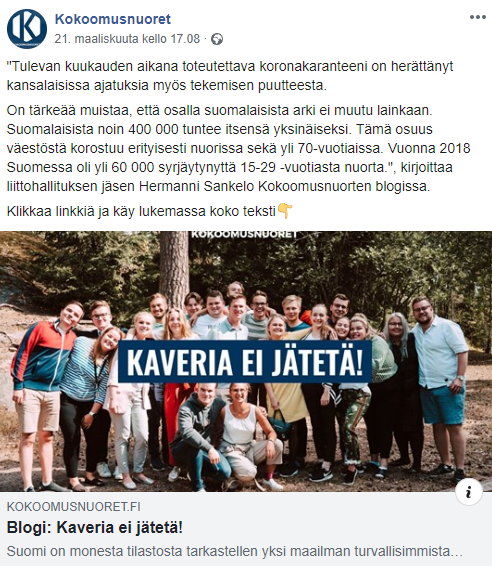 Kokoomusnuoret
21. maaliskuuta kello 17.08 ·
"Tulevan kuukauden aikana toteutettava koronakaranteeni on herättänyt
kansalaisissa ajatuksia myös tekemisen puutteesta.
On tärkeää muistaa, että osalla suomalaisista arki ei muutu lainkaan.
Suomalaisista noin 400 000 tuntee itsensä yksinäiseksi. Tämä osuus
väestöstä korostuu erityisesti nuorissa sekä yli 70-vuotiaissa. Vuonna 2018
Suomessa oli yli 60 000 syrjäytynyttä 15-29 -vuotiasta nuorta.", kirjoittaa
liittohallituksen jäsen Hermanni Sankelo Kokoomusnuorten blogissa.
Klikkaa linkkiä ja käy lukemassa koko teksti👇
KOKOOMUSNUORET
KAVERIA EI JÄTETÄ!
KOKOOMUSNUORET.FI
Blogi: Kaveria ei jätetä!
Suomi on monesta tilastosta tarkastellen yksi maailman turvallisimmista…